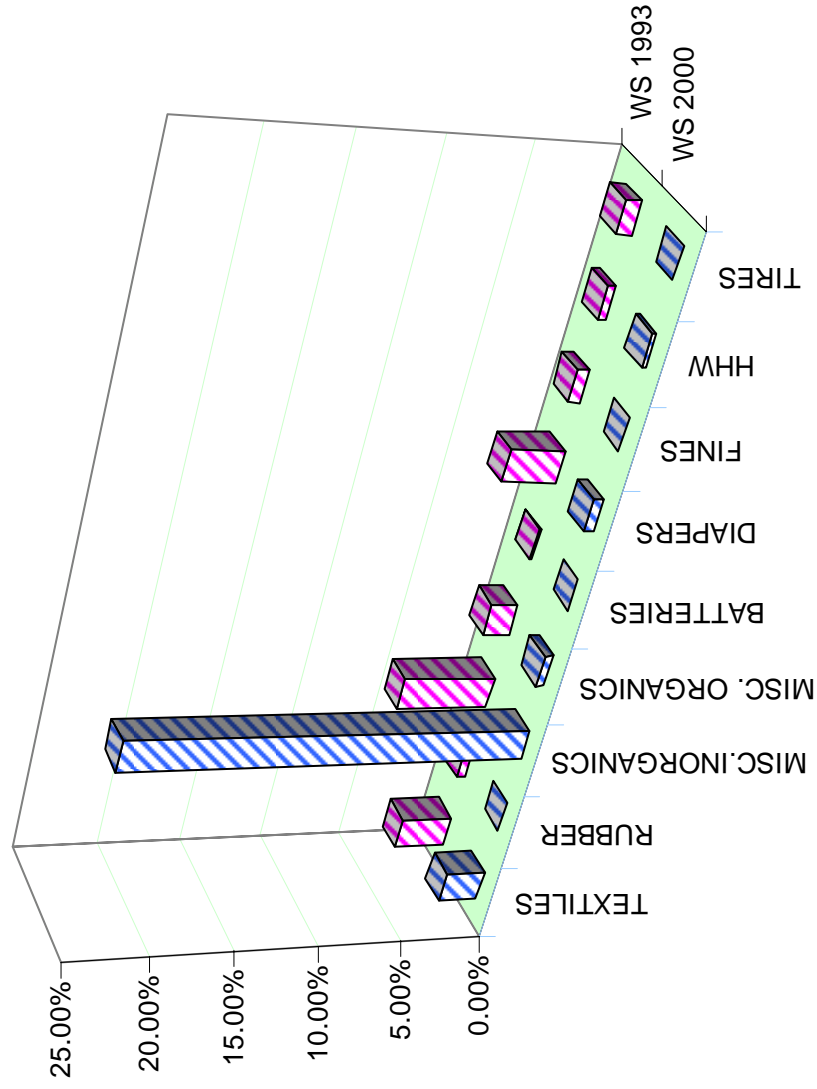 25.00%
20.00%
15.00%
10.00%
5.00%
0.00%
TEXTILES
RUBBER
MISC.INORGANICS
MISC. ORGANICS
BATTERIES
DIAPERS
FINES
HHW
TIRES
WS 1993
WS 2000